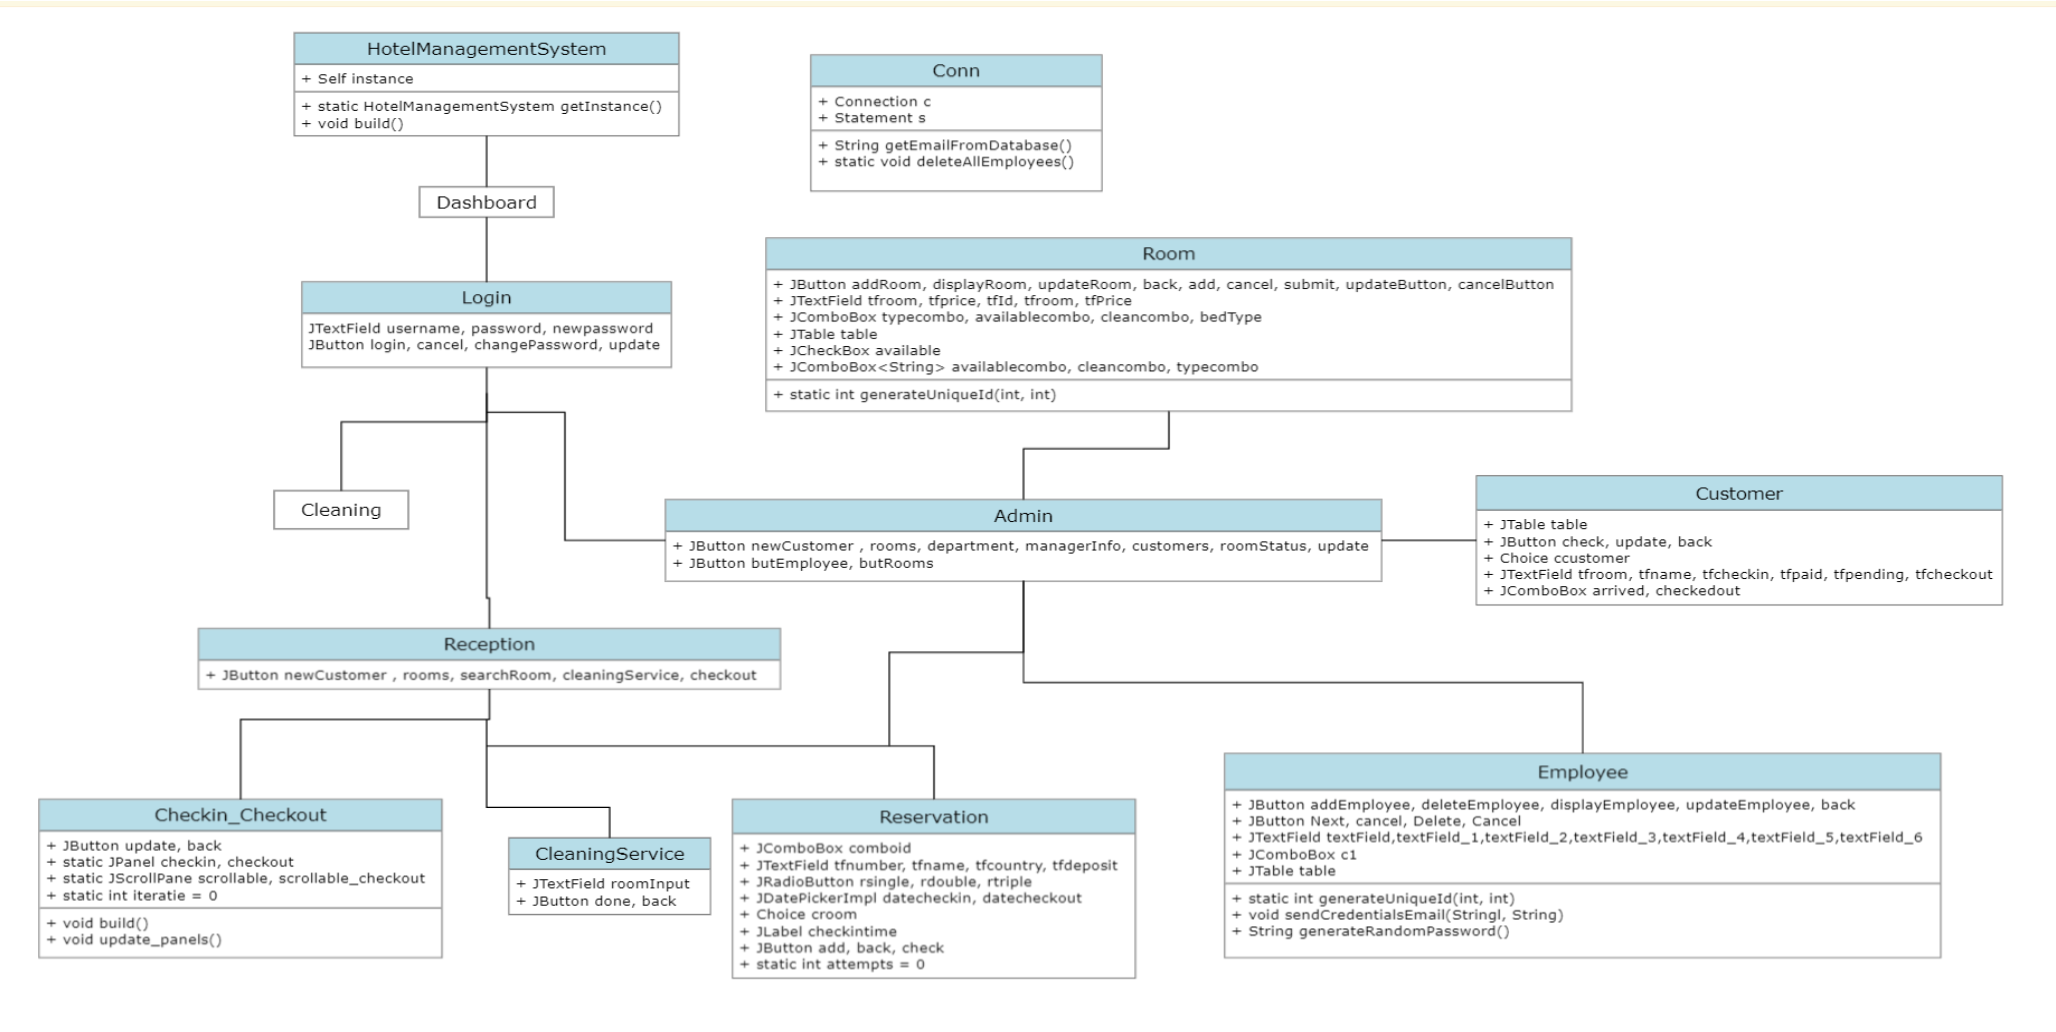 HotelManagementSystem
+ Self instance
+ static HotelManagementSystem getInstance()
+ void build()
Conn
+ Connection c
+ Statement s
+ String getEmailFromDatabase()
+ static void deleteAllEmployees()
Dashboard
Login
JTextField username, password, newpassword
JButton login, cancel, changePassword, update
Room
+ JButton addRoom, displayRoom, updateRoom, back, add, cancel, submit, updateButton, cancelButton
+ JTextField tfroom, tfprice, tfId, tfroom, tfPrice
+ JComboBox typecombo, availablecombo, cleancombo, bedType
+ JTable table
+ JCheckBox available
+ JComboBox<String> availablecombo, cleancombo, typecombo
+ static int generateUniqueId(int, int)
Cleaning
Admin
+ JButton newCustomer , rooms, department, managerInfo, customers, roomStatus, update
+ JButton butEmployee, butRooms
Customer
+ JTable table
+ JButton check, update, back
+ Choice ccustomer
+ JTextField tfroom, tfname, tfcheckin, tfpaid, tfpending, tfcheckout
+ JComboBox arrived, checkedout
Reception
+ JButton newCustomer , rooms, searchRoom, cleaningService, checkout
Checkin_Checkout
+ JButton update, back
+ static JPanel checkin, checkout
+ static JScrollPane scrollable, scrollable_checkout
+ static int iteratie = 0
+ void build()
+ void update_panels()
CleaningService
+ JTextField roomInput
+ JButton done, back
Reservation
+ JComboBox comboid
+ JTextField tfnumber, tfname, tfcountry, tfdeposit
+ JRadioButton rsingle, rdouble, rtriple
+ JDatePickerImpl datecheckin, datecheckout
+ Choice croom
+ JLabel checkintime
+ JButton add, back, check
+ static int attempts = 0
Employee
+ JButton addEmployee, deleteEmployee, displayEmployee, updateEmployee, back
+ JButton Next, cancel, Delete, Cancel
+ JTextField textField,textField_1,textField_2,textField_3,textField_4,textField_5,textField_6
+ JComboBox c1
+ JTable table
+ static int generateUniqueId(int, int)
+ void sendCredentialsEmail(Stringl, String)
+ String generateRandomPassword()